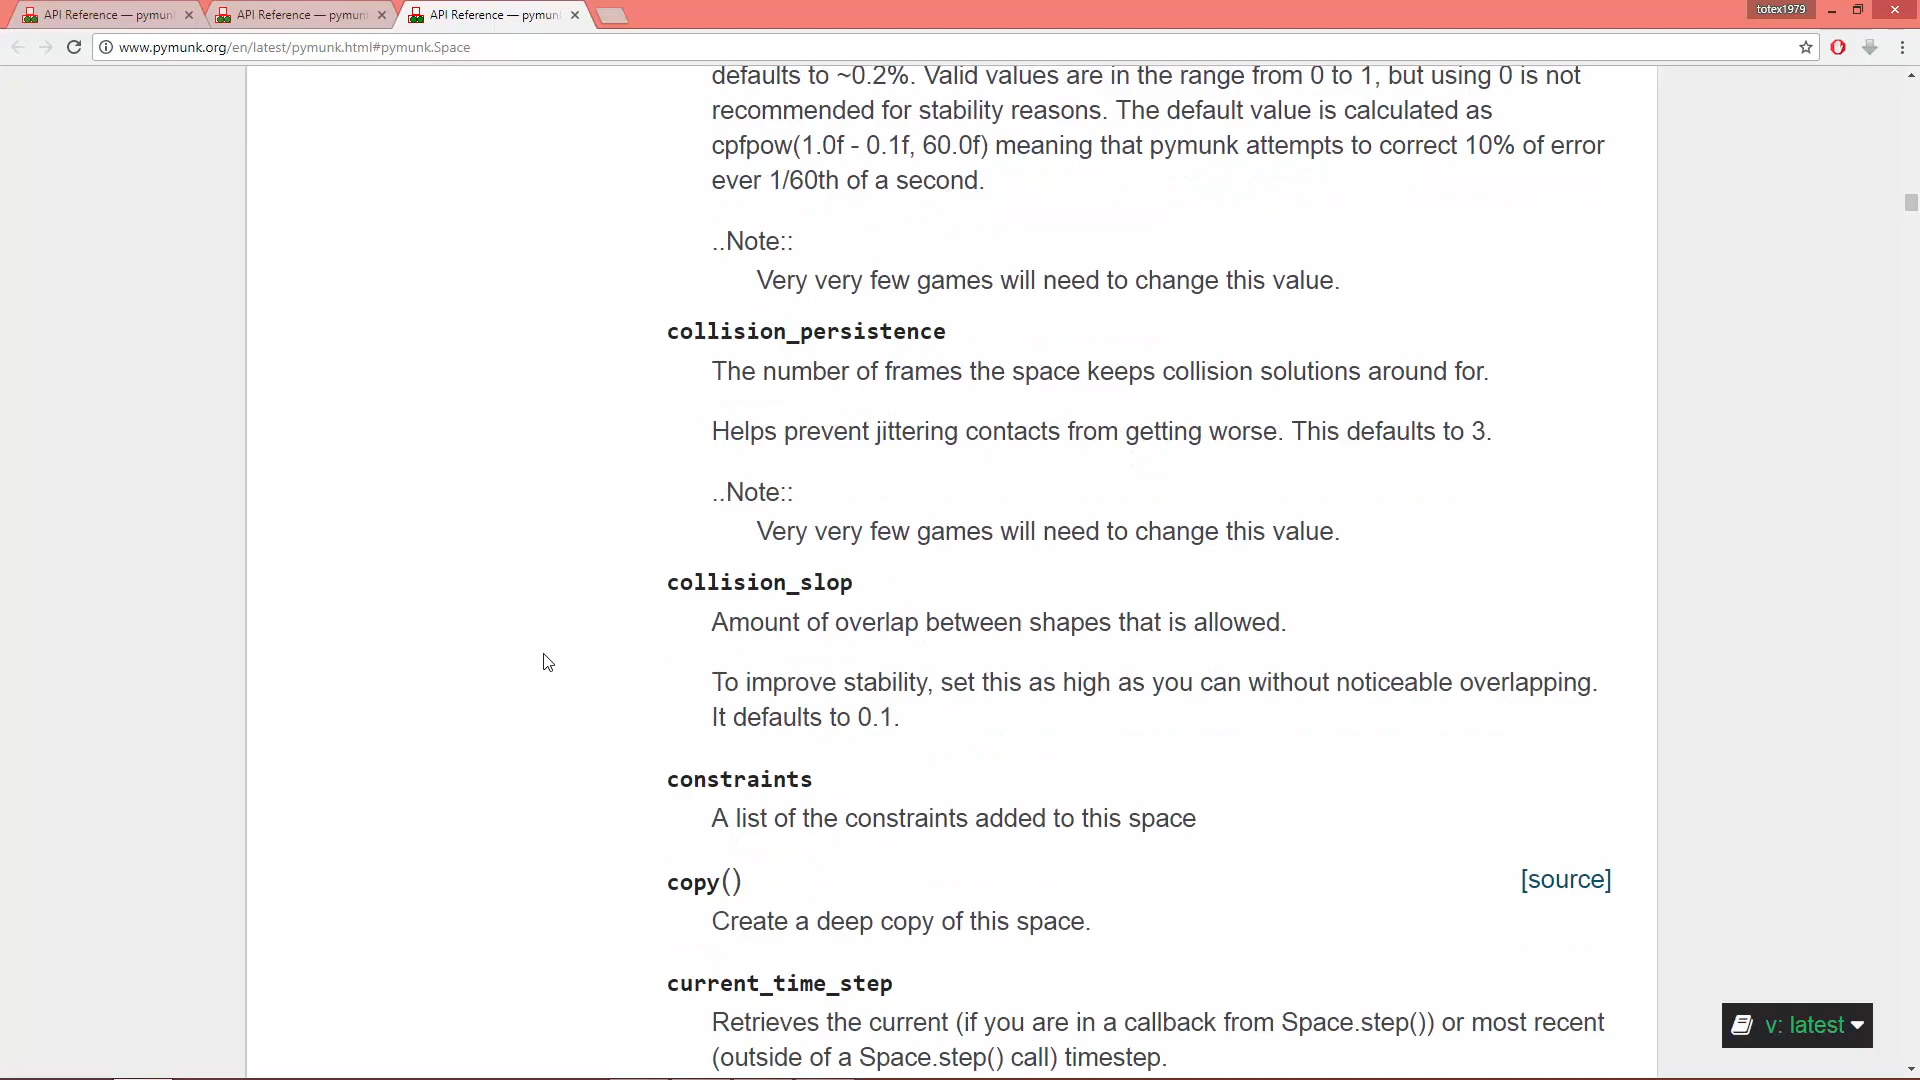 API Reference — pymun
API Reference — pymun
API Reference — pymun
totex1979
www.pymunk.org/en/latest/pymunk.html#pymunk.Space
defaults to ~0.2%. Valid values are in the range from 0 to 1, but using 0 is not
recommended for stability reasons. The default value is calculated as
cpfpow(1.0f - 0.1f, 60.0f) meaning that pymunk attempts to correct 10% of error
ever 1/60th of a second.
..Note::
Very very few games will need to change this value.
collision_persistence
The number of frames the space keeps collision solutions around for.
Helps prevent jittering contacts from getting worse. This defaults to 3.
..Note::
Very very few games will need to change this value.
collision_slop
Amount of overlap between shapes that is allowed.
To improve stability, set this as high as you can without noticeable overlapping.
It defaults to 0.1.
constraints
A list of the constraints added to this space
copy() [source]
Create a deep copy of this space.
current_time_step
Retrieves the current (if you are in a callback from Space.step()) or most recent
(outside of a Space.step() call) timestep.
v: latest